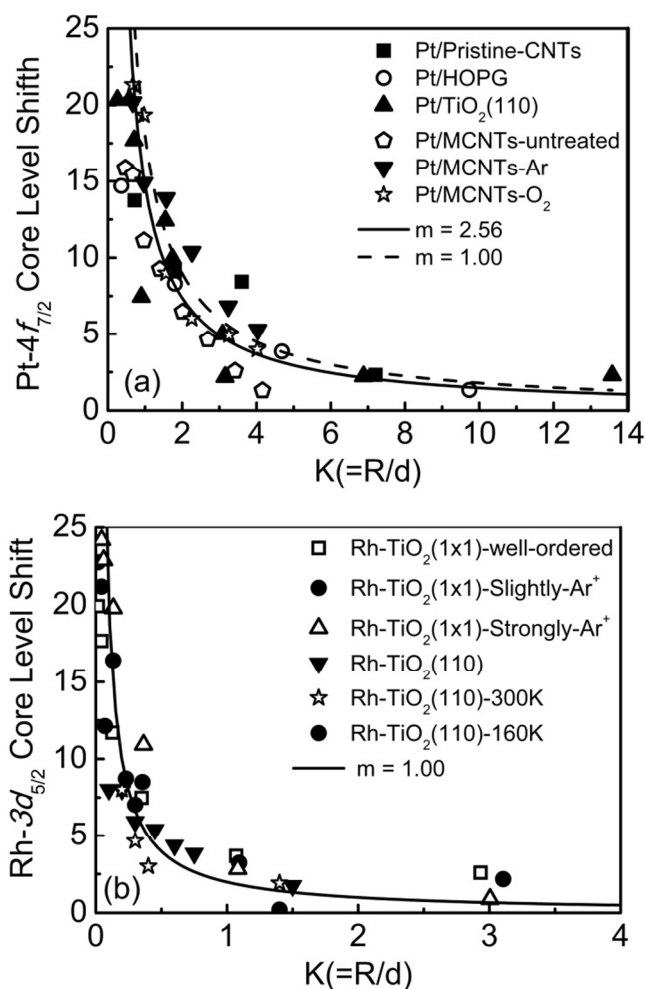 25
20
15
10
5
0
Pt-4f7/2 Core Level Shifth
Pt/Pristine-CNTs
Pt/HOPG
Pt/TiO2(110)
Pt/MCNTs-untreated
Pt/MCNTs-Ar
Pt/MCNTs-O2
m = 2.56
m = 1.00
(a)
0 2 4 6 8 10 12 14
K(=R/d)
25
20
15
10
5
0
Rh-3d5/2 Core Level Shift
Rh-TiO2(1x1)-well-ordered
Rh-TiO2(1x1)-Slightly-Ar+
Rh-TiO2(1x1)-Strongly-Ar+
Rh-TiO2(110)
Rh-TiO2(110)-300K
Rh-TiO2(110)-160K
m = 1.00
(b)
0 1 2 3 4
K(=R/d)